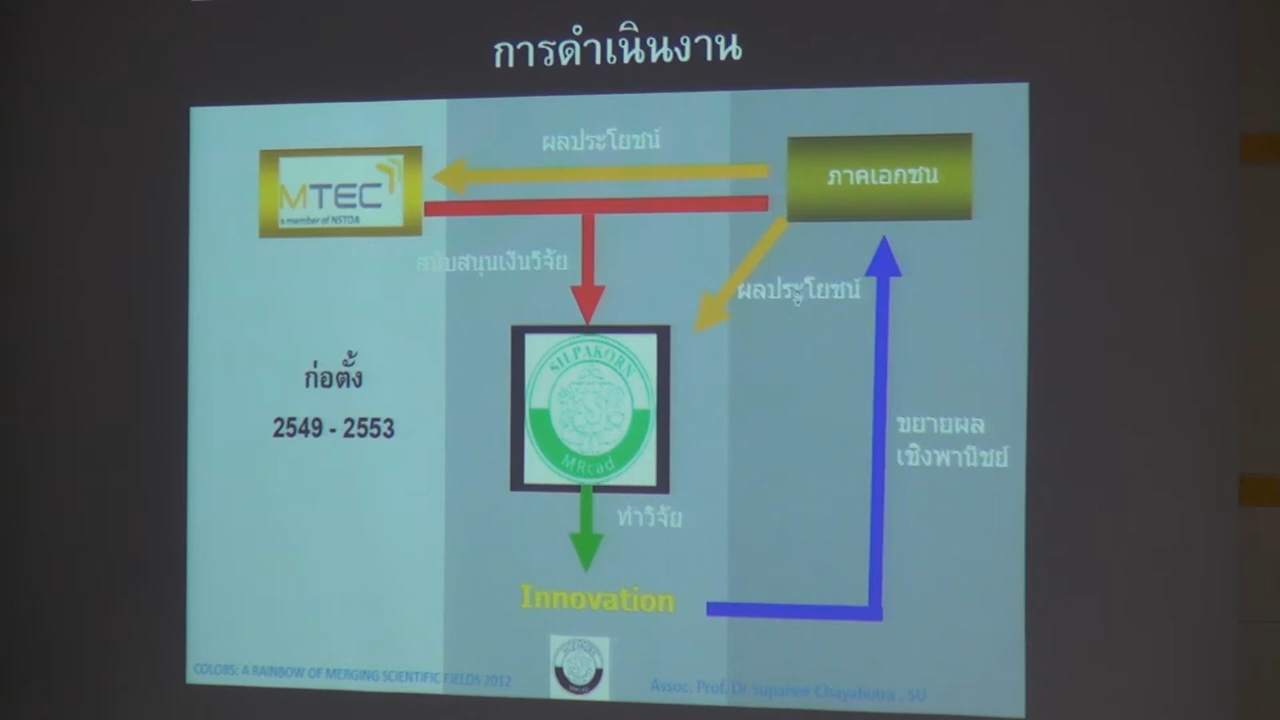 การดำเนินงาน
ผลประโยชน์
MTEC
a member of NSTDA
ภาคเอกชน
สนับสนุนเงินวิจัย
ผลประโยชน์
SILPAKORN
MRcad
ก่อตั้ง
2549 - 2553
ขยายผล
เชิงพานิชย์
ทำวิจัย
Innovation
COLORS: A RAINBOW OF MERGING SCIENTIFIC FIELDS 2012
Assoc. Prof. Dr Supanee Chayabutra , SU